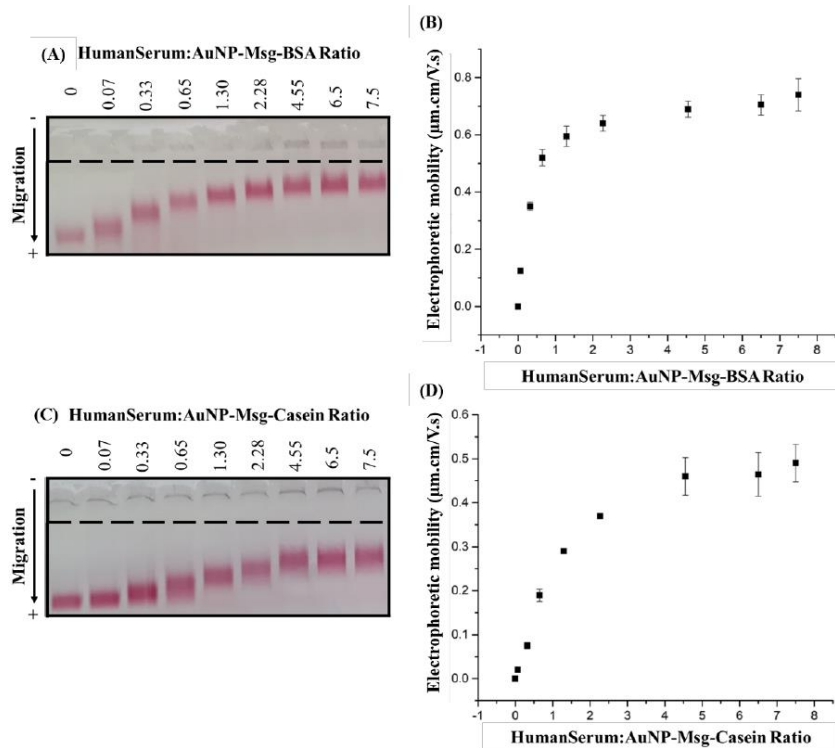 (A) HumanSerum:AuNP-Msg-BSA Ratio
0 0.07 0.33 0.65 1.30 2.28 4.55 6.5 7.5
-
Migration
+
(B)
Electrophoretic mobility (μm.cm/V.s)
0.8
0.6
0.4
0.2
0.0
-1 0 1 2 3 4 5 6 7 8
HumanSerum:AuNP-Msg-BSA Ratio
(C) HumanSerum:AuNP-Msg-Casein Ratio
0 0.07 0.33 0.65 1.30 2.28 4.55 6.5 7.5
-
Migration
+
(D)
Electrophoretic mobility (μm.cm/V.s)
0.6
0.5
0.4
0.3
0.2
0.1
0.0
-1 0 1 2 3 4 5 6 7 8
HumanSerum:AuNP-Msg-Casein Ratio